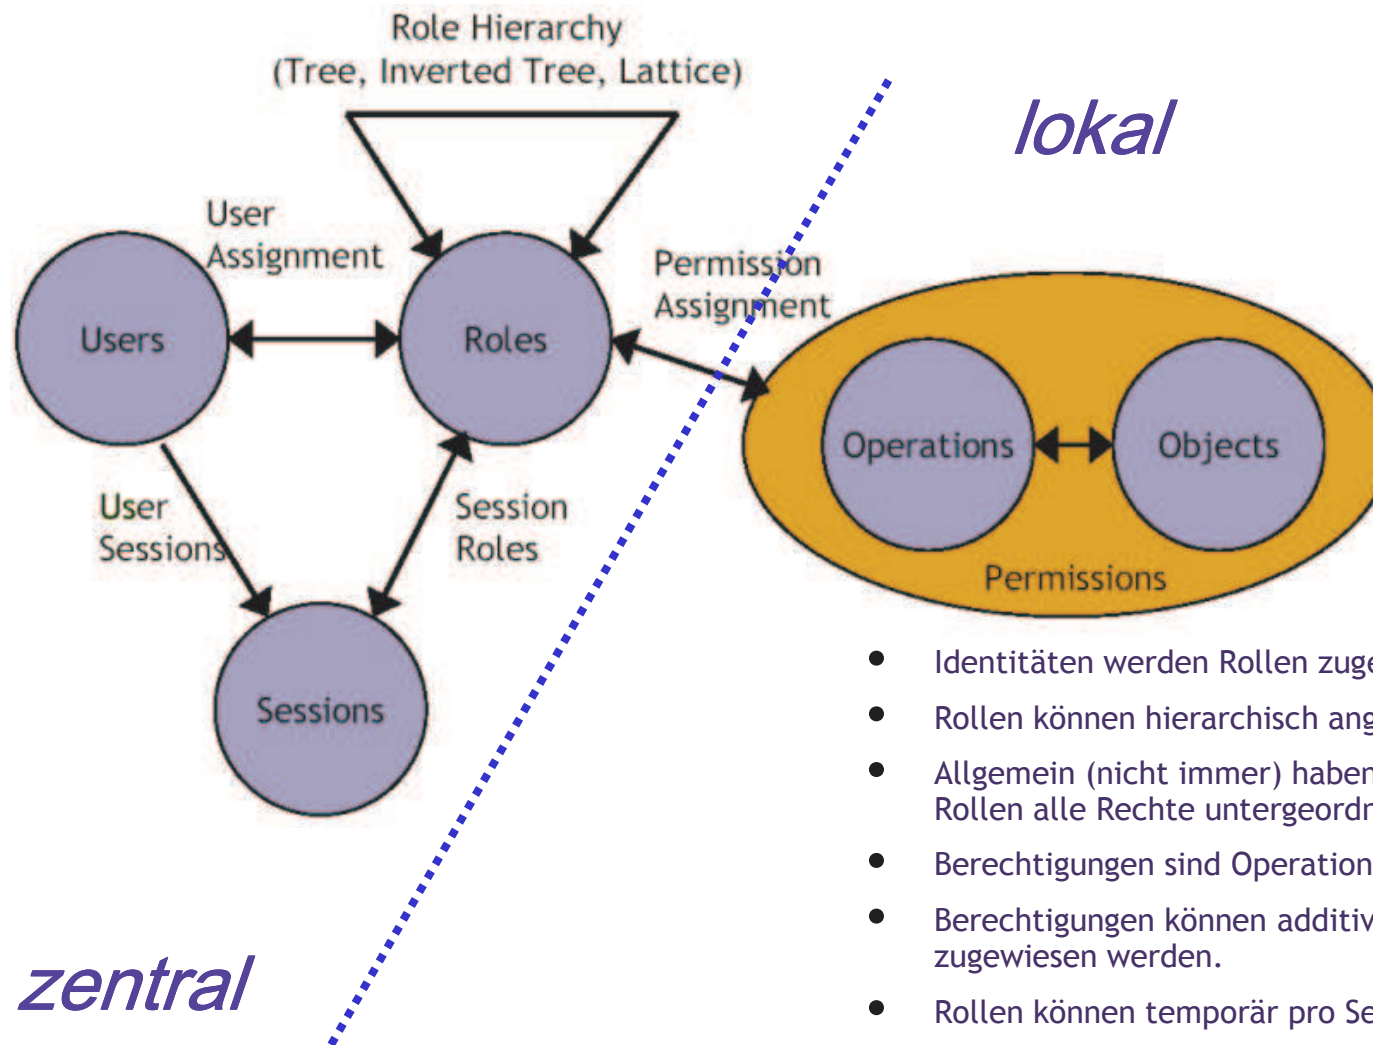 Role Hierarchy
(Tree, Inverted Tree, Lattice)
lokal
User
Assignment
Permission
Assignment
Users
Roles
Operations
Objects
User
Sessions
Session
Roles
Permissions
Sessions
zentral
• Identitäten werden Rollen
• Rollen können hierarchisch
• Allgemein (nicht immer) haben
Rollen alle Rechte
• Berechtigungen sind
• Berechtigungen können additiv
zugewiesen werden.
• Rollen können temporär pro